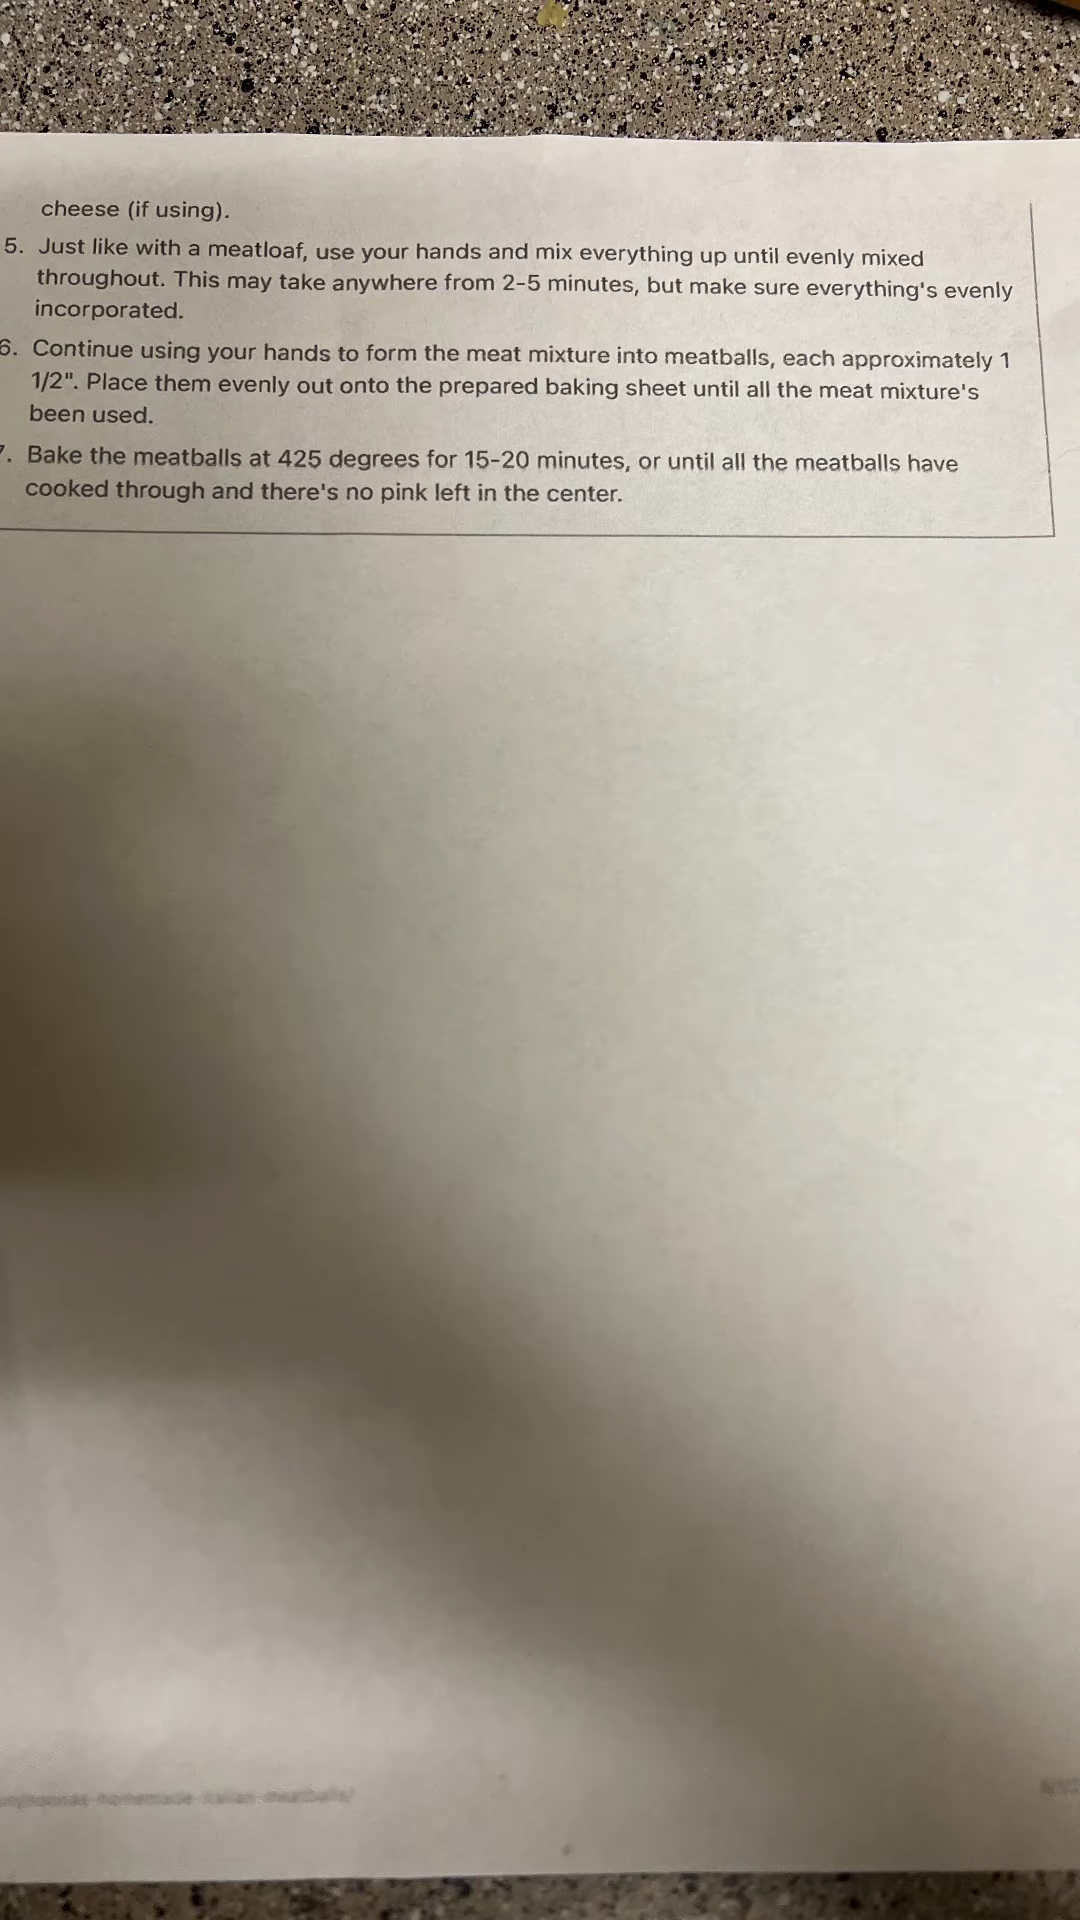 cheese (if using).
5. Just like with a meatloaf, use your hands and mix everything up until evenly mixed
throughout. This may take anywhere from 2-5 minutes, but make sure everything's evenly
incorporated.
6. Continue using your hands to form the meat mixture into meatballs, each approximately 1
1/2". Place them evenly out onto the prepared baking sheet until all the meat mixture's
been used.
7. Bake the meatballs at 425 degrees for 15-20 minutes, or until all the meatballs have
cooked through and there's no pink left in the center.
homemade-italian-meatballs/